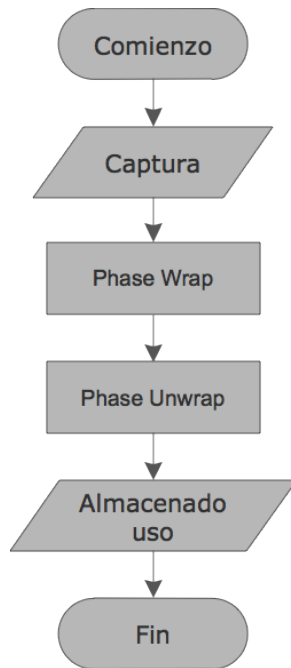 Comienzo
Captura
Phase Wrap
Phase Unwrap
Almacenado
uso
Fin